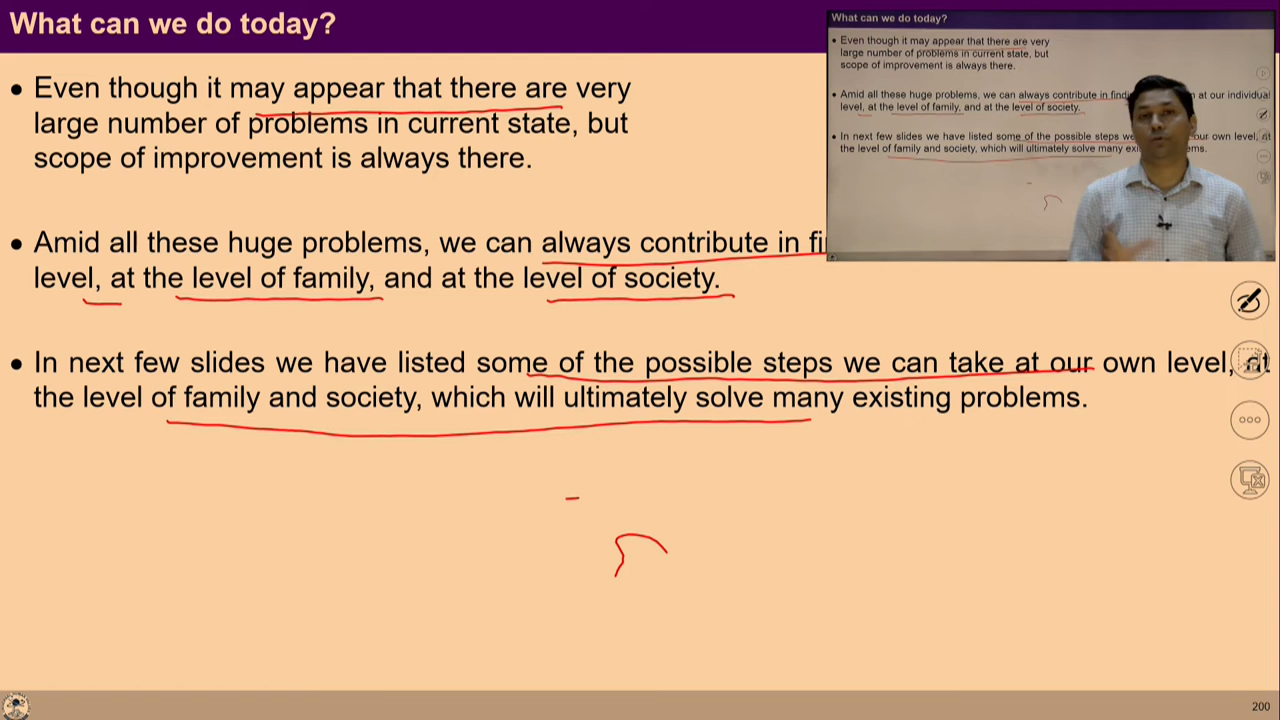 What can we do today?
• Even though it may appear that there are very
large number of problems in current state, but
scope of improvement is always there.
• Amid all these huge problems, we can always contribute in fi
level, at the level of family, and at the level of society.
• In next few slides we have listed some of the possible steps we can take at our own level, at
the level of family and society, which will ultimately solve many existing problems.
What can we do today?
• Even though it may appear that there are very
large number of problems in current state, but
scope of improvement is always there.
• Amid all these huge problems, we can always contribute in find at our individual
level, at the level of family, and at the level of society.
• In next few slides we have listed some of the possible steps we our own level, at
the level of family and society, which will ultimately solve many exi ems.
200